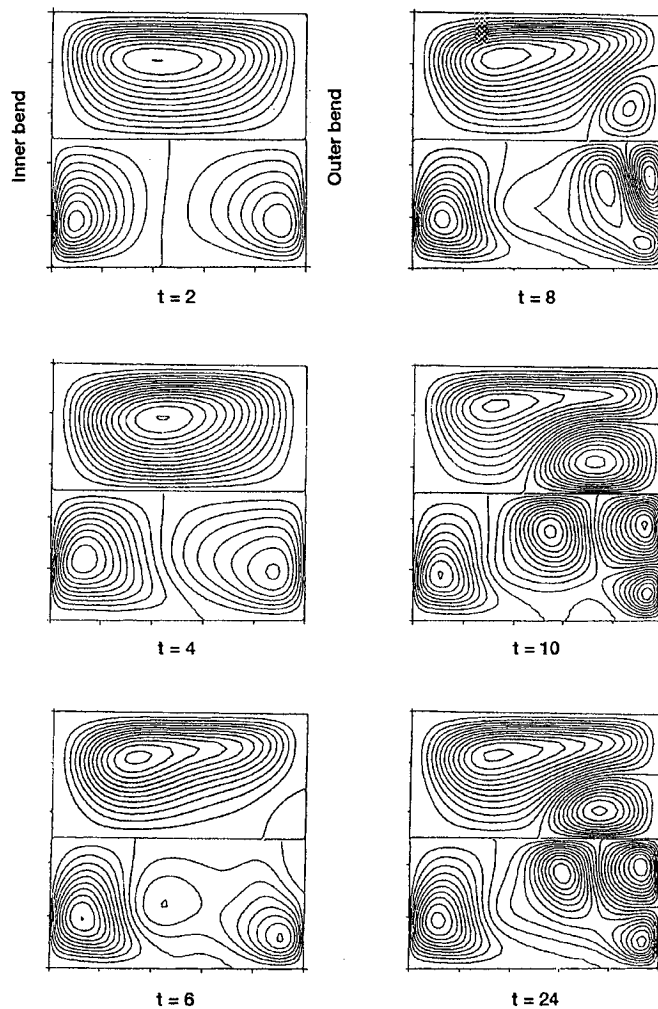 Inner bend
Outer bend
t = 2
t = 8
t = 4
t = 10
t = 6
t = 24